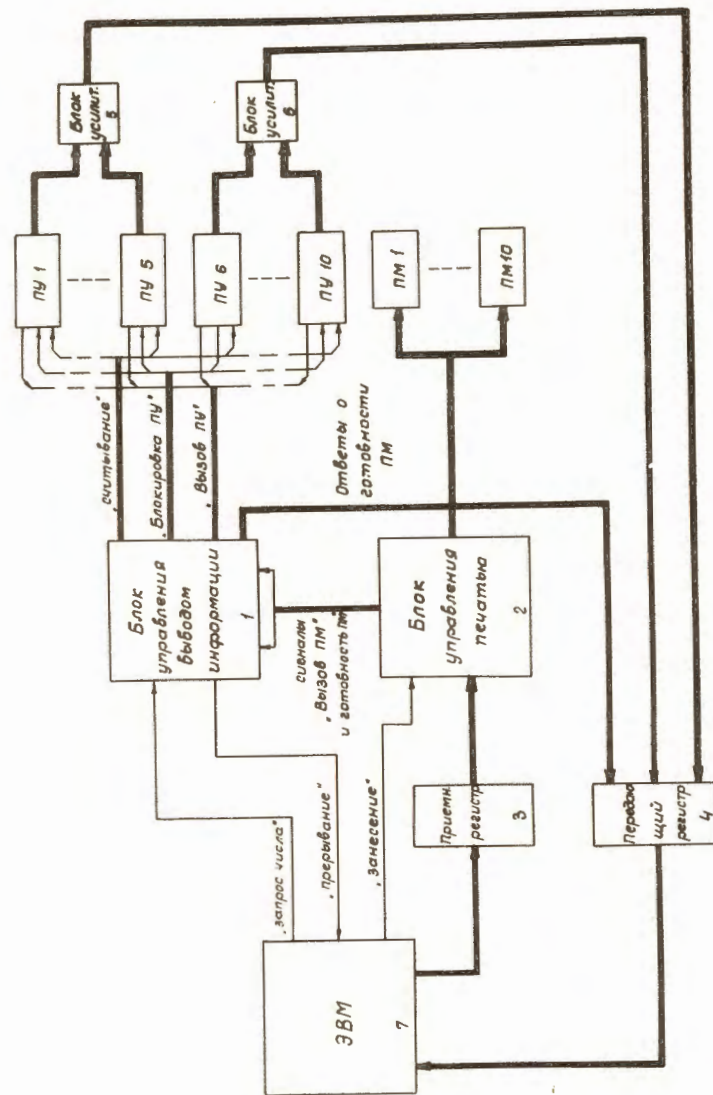 ЭВМ
7
„запрос числа"
„прерывание"
„занесение"
Приемн.
регистр
3
Передаю
щий
регистр
4
Блок
управления
выводом
информации
1
сигналы
„Вызов ПМ"
и готовность ПМ"
Блок
управления
печатью
2
„считывание"
„Блокировка ПУ"
„Вызов ПУ"
Ответы о
готовности
ПМ
ПУ 1
ПУ 5
ПУ 6
ПУ 10
ПМ 1
ПМ 10
Блок
усилит.
5
Блок
усилит.
6